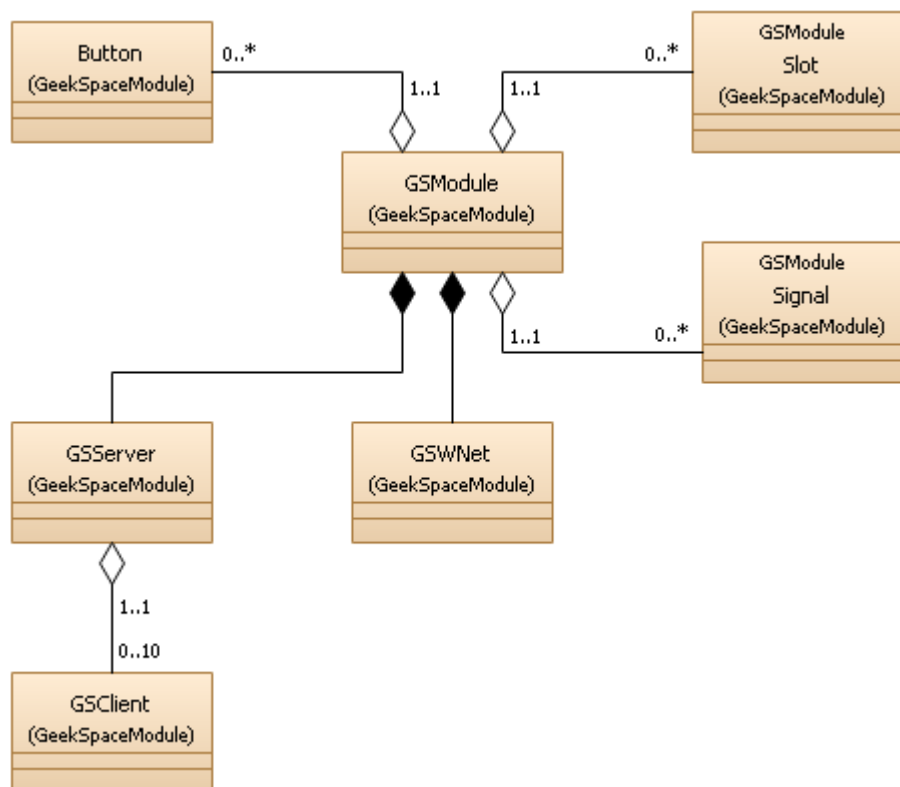 Button
(GeekSpaceModule)
0..*
1..1
GSModule
Slot
(GeekSpaceModule)
0..*
1..1
GSModule
(GeekSpaceModule)
GSModule
Signal
(GeekSpaceModule)
1..1
0..*
GSServer
(GeekSpaceModule)
GSWNet
(GeekSpaceModule)
1..1
0..10
GSClient
(GeekSpaceModule)